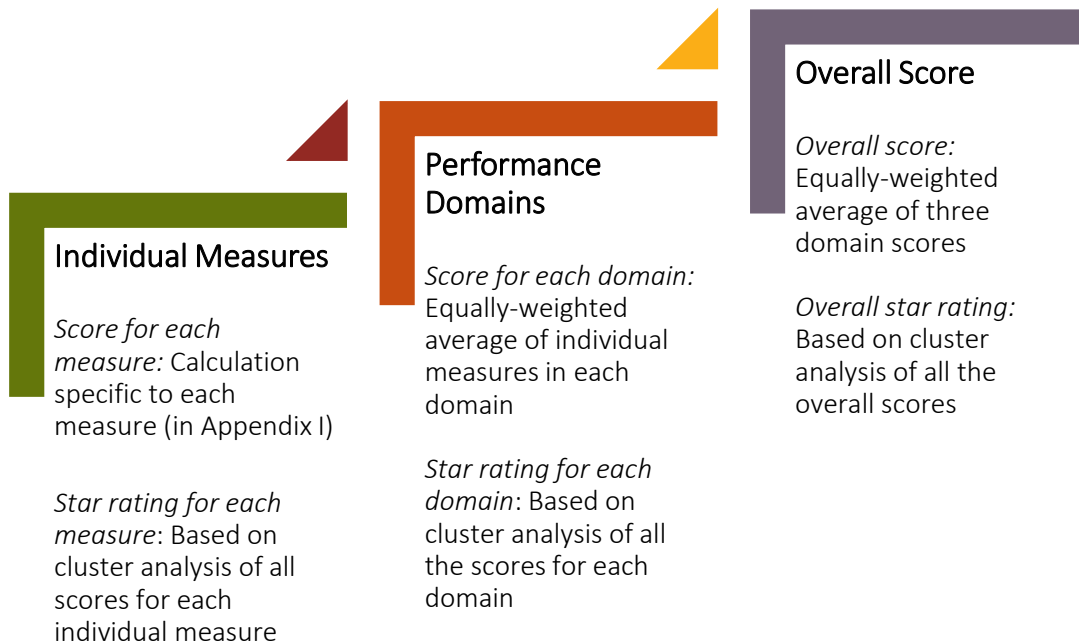 Individual Measures
Score for each
measure: Calculation
specific to each
measure (in Appendix I)
Star rating for each
measure: Based on
cluster analysis of all
scores for each
individual measure
Performance
Domains
Score for each domain:
Equally-weighted
average of individual
measures in each
domain
Star rating for each
domain: Based on
cluster analysis of all
the scores for each
domain
Overall Score
Overall score:
Equally-weighted
average of three
domain scores
Overall star rating:
Based on cluster
analysis of all the
overall scores